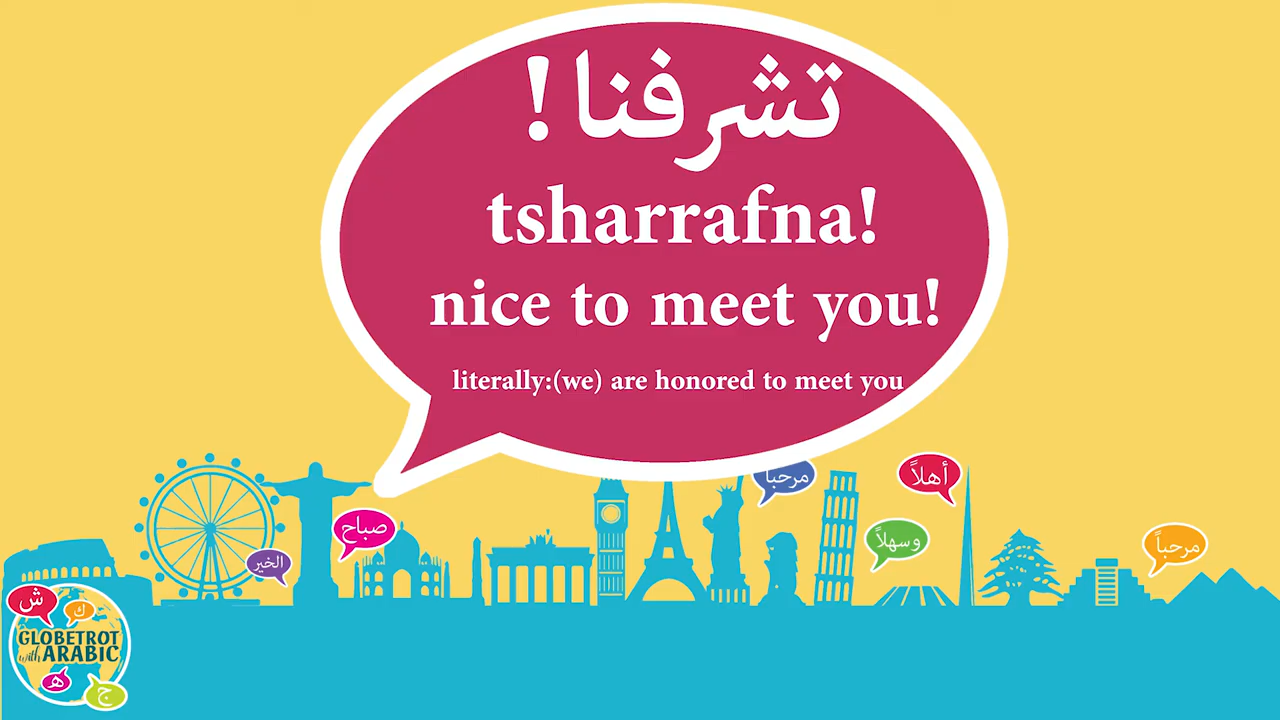 تشرفنا!
tsharrafna!
nice to meet you!
literally:(we) are honored to meet you
مرحباً
أهلاً
صباح
وسهلاً
مرحباً
الخير
ش
ك
GLOBETROT
with ARABIC
ه
ج